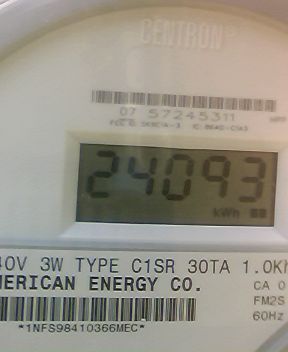 CENTRON®
07 57245311
24093
kWh
40V 3W TYPE C1SR 30TA 1.0Kh
MERICAN ENERGY CO.
CA 0
FM2S
60Hz
*1NFS98410366MEC*